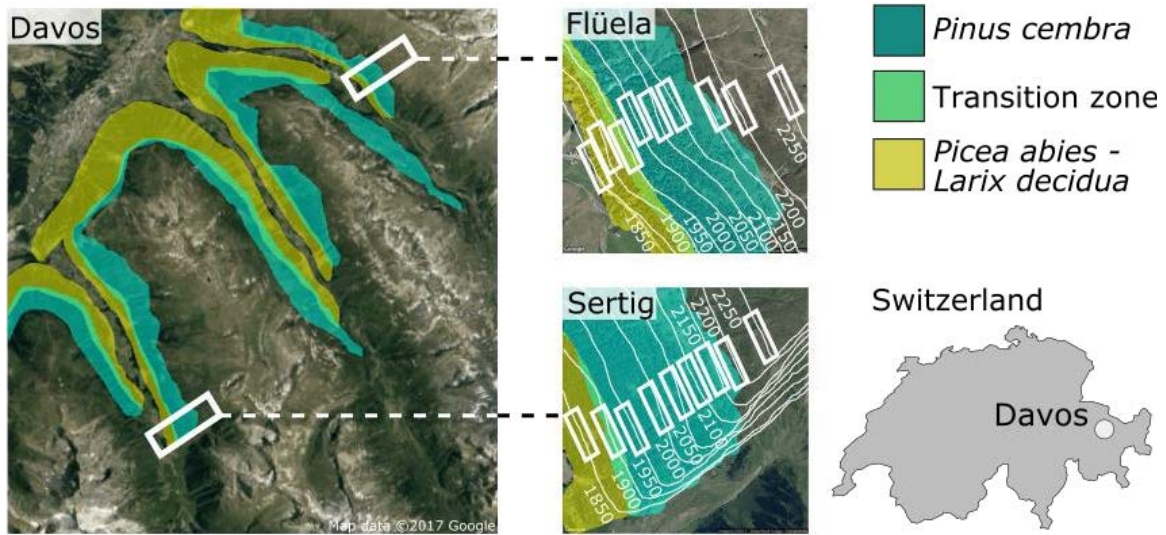 Davos
Map data ©2017 Google
Flüela
1850
1900
1950
2000
2050
2100
2150
2200
2250
Google
Sertig
1850
1900
1950
2000
2050
2100
2150
2200
2250
Pinus cembra
Transition zone
Picea abies -
Larix decidua
Switzerland
Davos